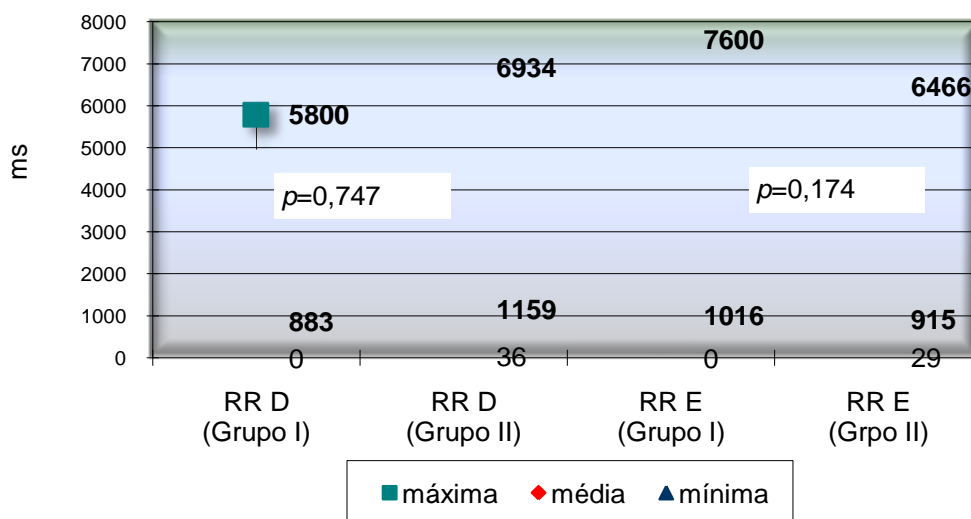 8000
7600
7000
6934
6466
6000
5800
5000
ms
4000
p=0,747
p=0,174
3000
2000
1000
883
1159
1016
915
0
0
36
0
29
RR D
(Grupo I)
RR D
(Grupo II)
RR E
(Grupo I)
RR E
(Grpo II)
máxima
média
mínima